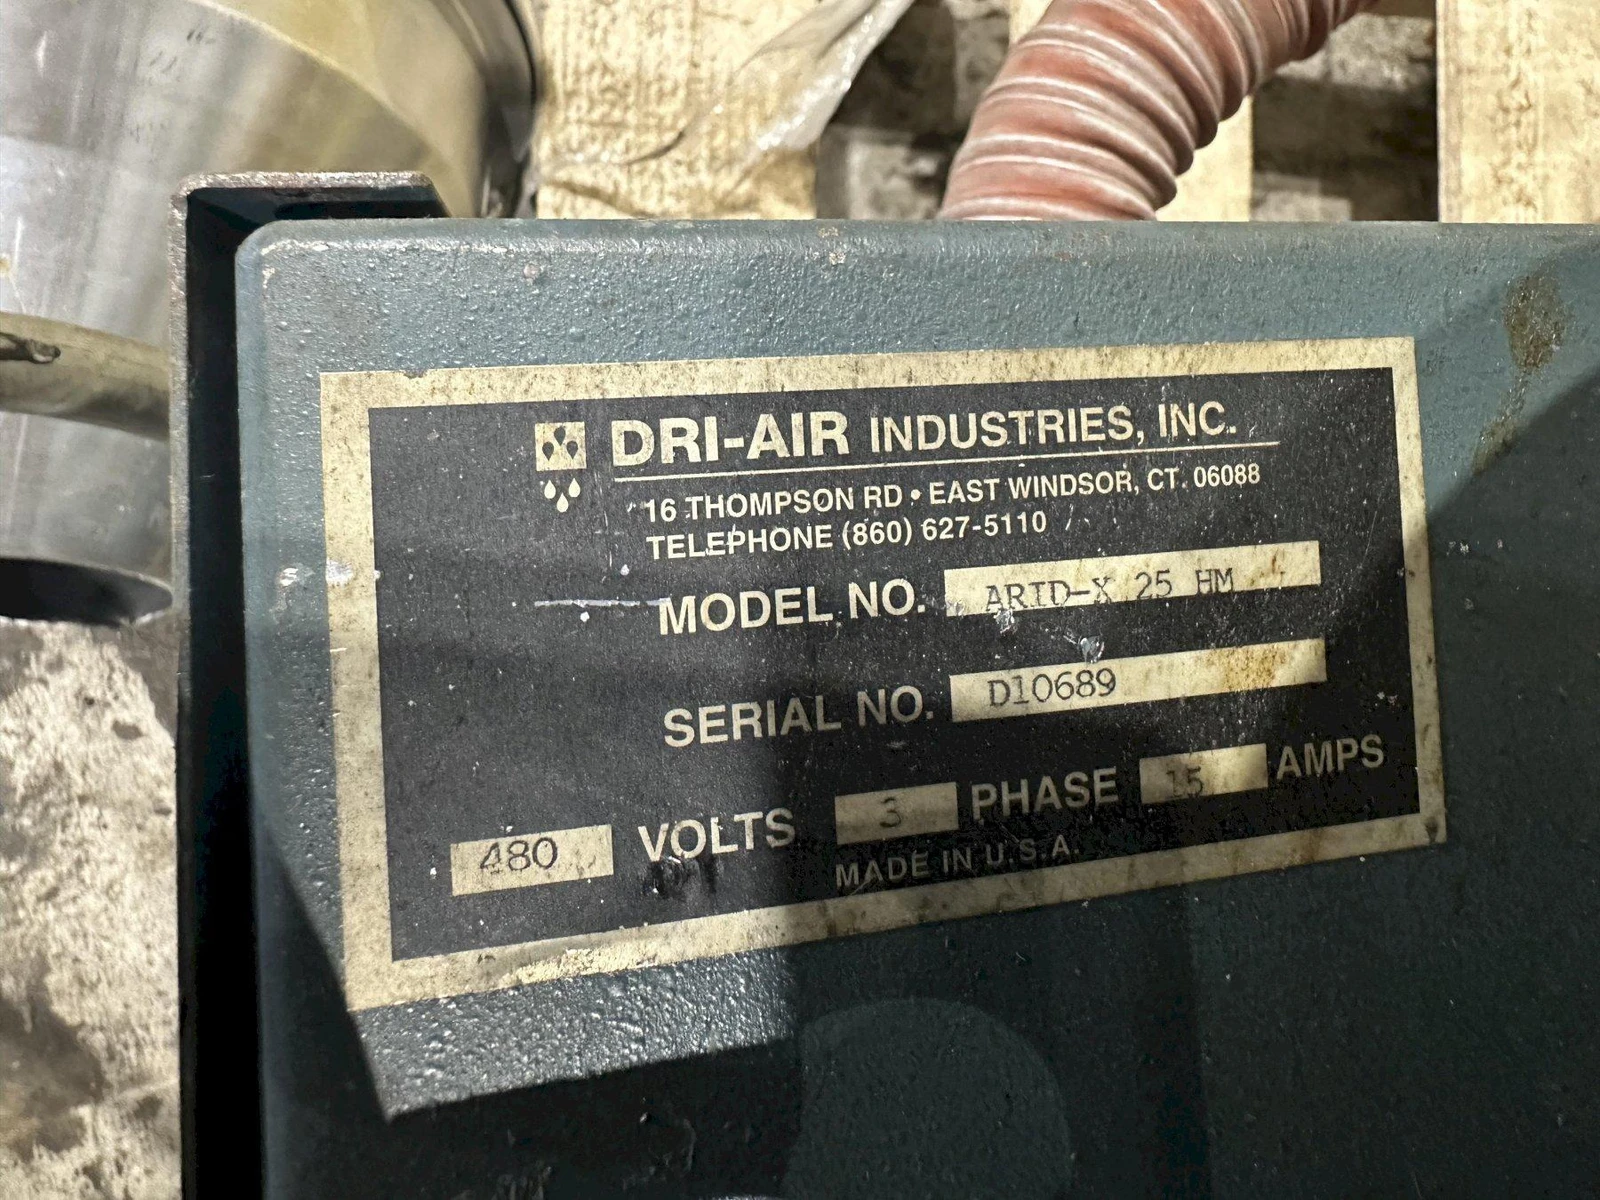 DRI-AIR INDUSTRIES, INC.
16 THOMPSON RD • EAST WINDSOR, CT. 06088
TELEPHONE (860) 627-5110
MODEL NO. ARID-X 25 HM
SERIAL NO. D10689
480 VOLTS 3 PHASE 15 AMPS
MADE IN U.S.A.